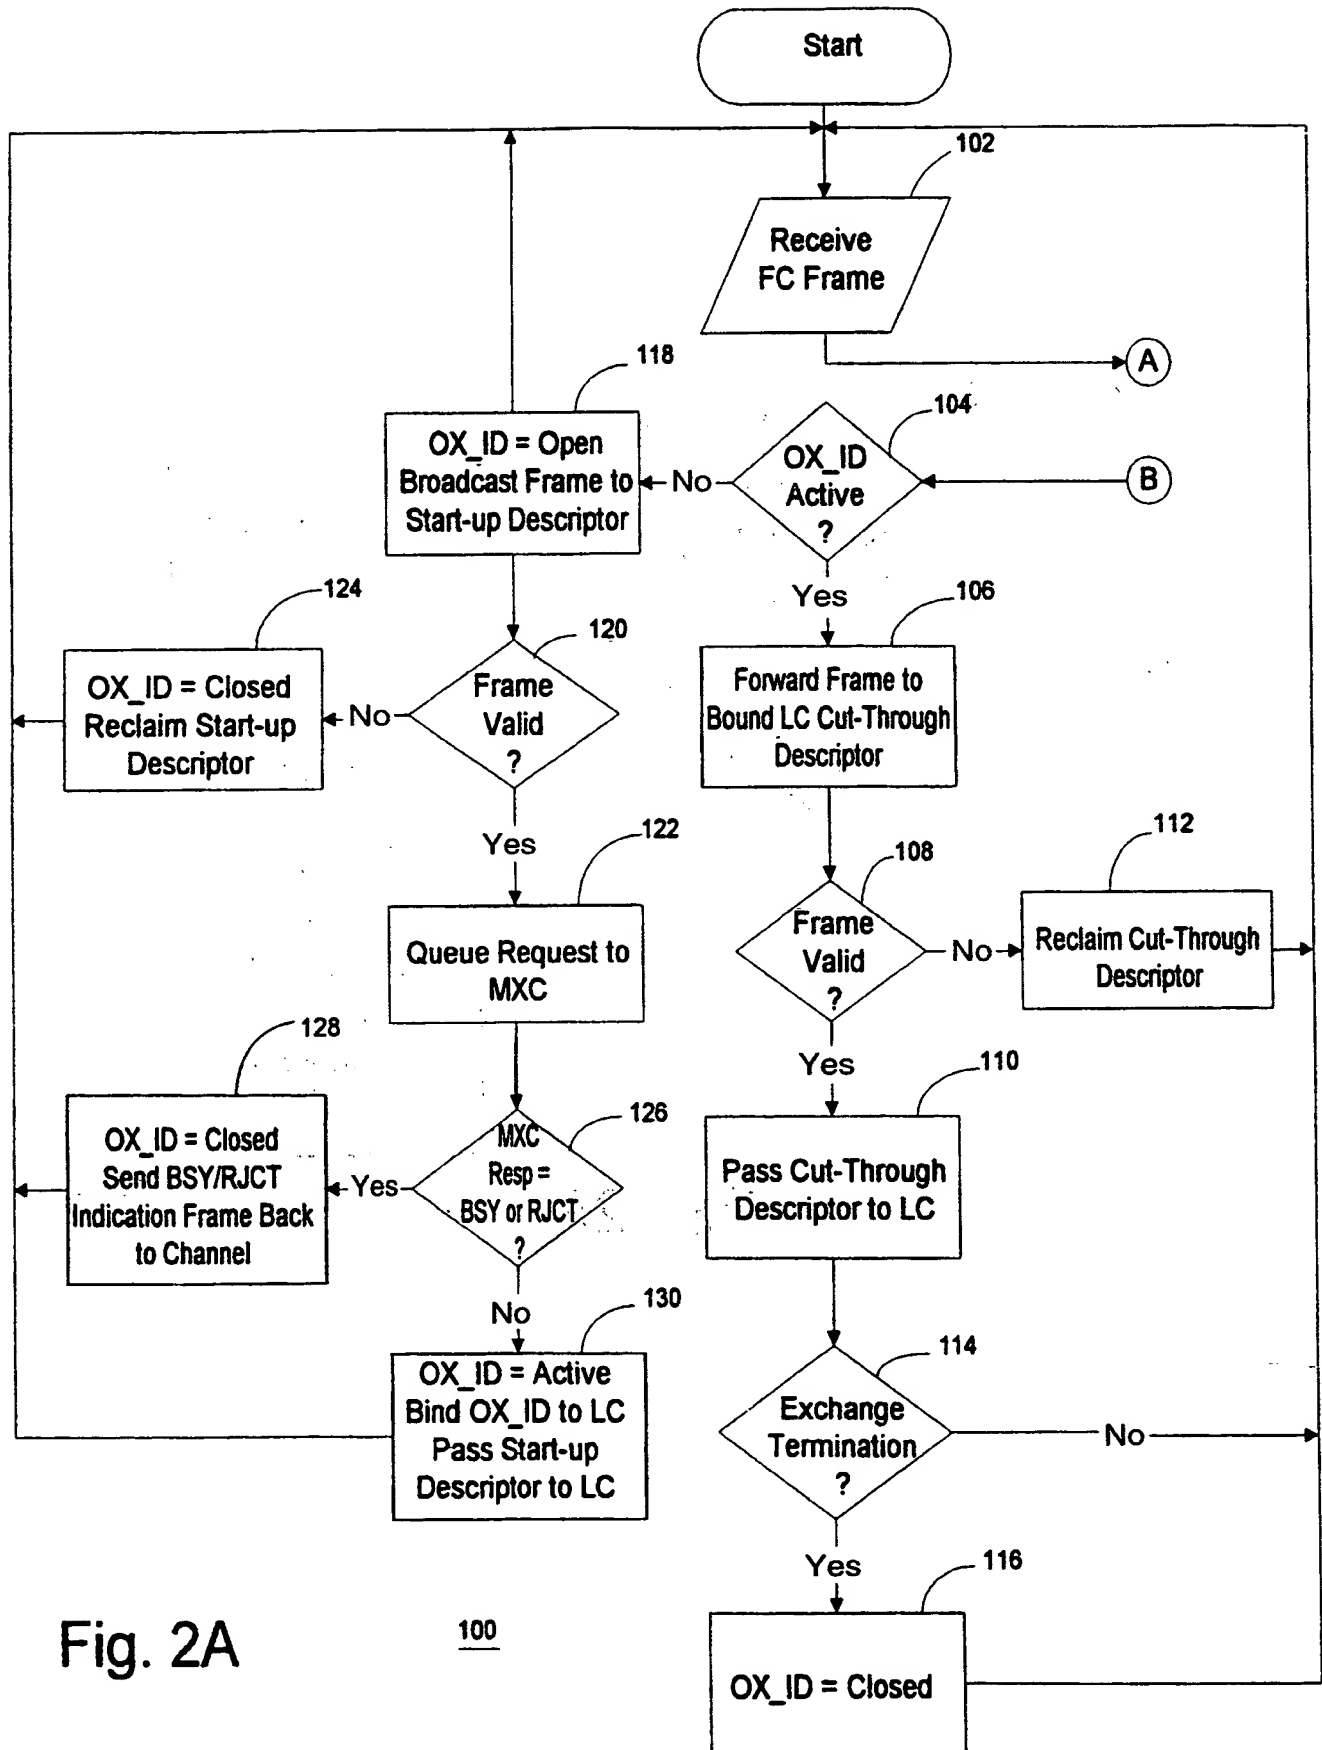 Start
102
Receive
FC Frame
A
118
104
OX_ID = Open
Broadcast Frame to
Start-up Descriptor
No
OX_ID
Active
?
B
Yes
124
120
106
OX_ID = Closed
Reclaim Start-up
Descriptor
No
Frame
Valid
?
Forward Frame to
Bound LC Cut-Through
Descriptor
Yes
122
108
112
Queue Request to
MXC
Frame
Valid
?
No
Reclaim Cut-Through
Descriptor
Yes
128
126
110
OX_ID = Closed
Send BSY/RJCT
Indication Frame Back
to Channel
Yes
MXC
Resp =
BSY or RJCT
?
Pass Cut-Through
Descriptor to LC
No
130
114
OX_ID = Active
Bind OX_ID to LC
Pass Start-up
Descriptor to LC
Exchange
Termination
?
No
Yes
116
OX_ID = Closed
Fig. 2A
100